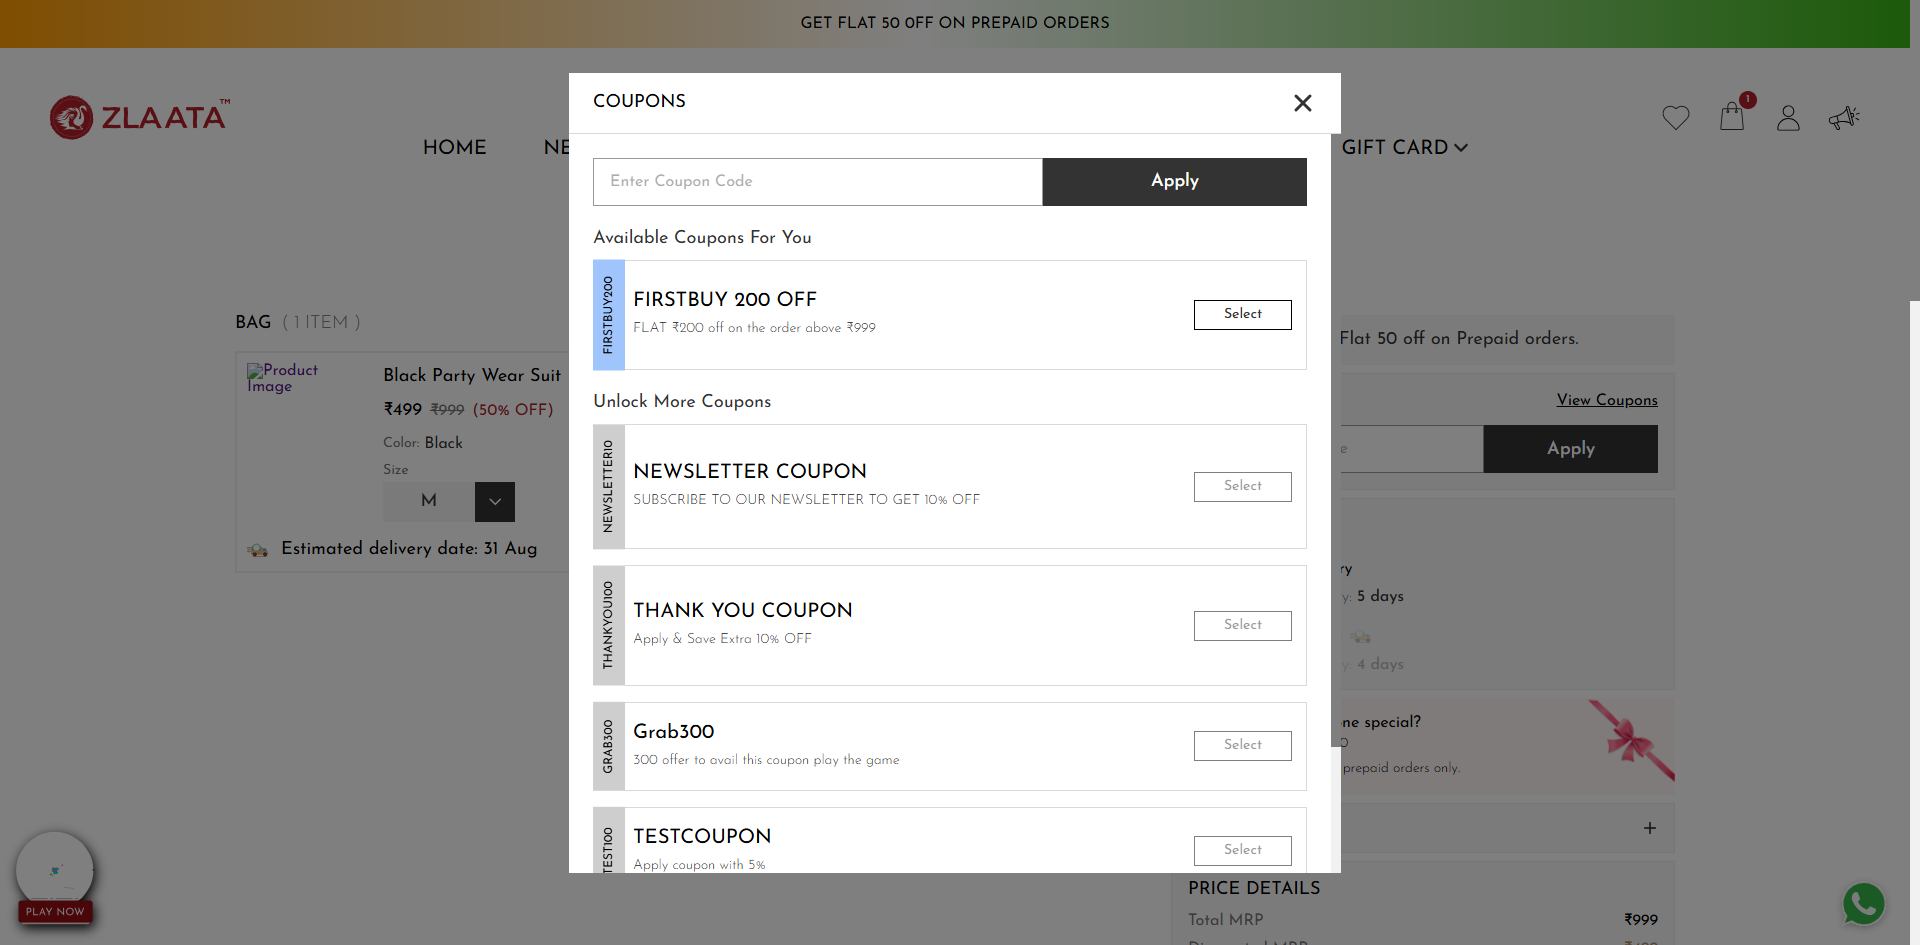 GET FLAT 50 OFF ON PREPAID ORDERS
ZLAATA™
HOME
GIFT CARD
1
COUPONS
Enter Coupon Code
Apply
Available Coupons For You
FIRSTBUY200
FIRSTBUY 200 OFF
FLAT ₹200 off on the order above ₹999
Select
Unlock More Coupons
NEWSLETTER10
NEWSLETTER COUPON
SUBSCRIBE TO OUR NEWSLETTER TO GET 10% OFF
Select
THANKYOU100
THANK YOU COUPON
Apply & Save Extra 10% OFF
Select
GRAB300
Grab300
300 offer to avail this coupon play the game
Select
TEST100
TESTCOUPON
Apply coupon with 5%
Select
BAG ( 1 ITEM )
Product Image
Black Party Wear Suit
₹499 ₹999 (50% OFF)
Color: Black
Size
M
Estimated delivery date: 31 Aug
Flat 50 off on Prepaid orders.
View Coupons
Apply
5 days
4 days
special?
prepaid orders only.
+
PRICE DETAILS
Total MRP ₹999
PLAY NOW